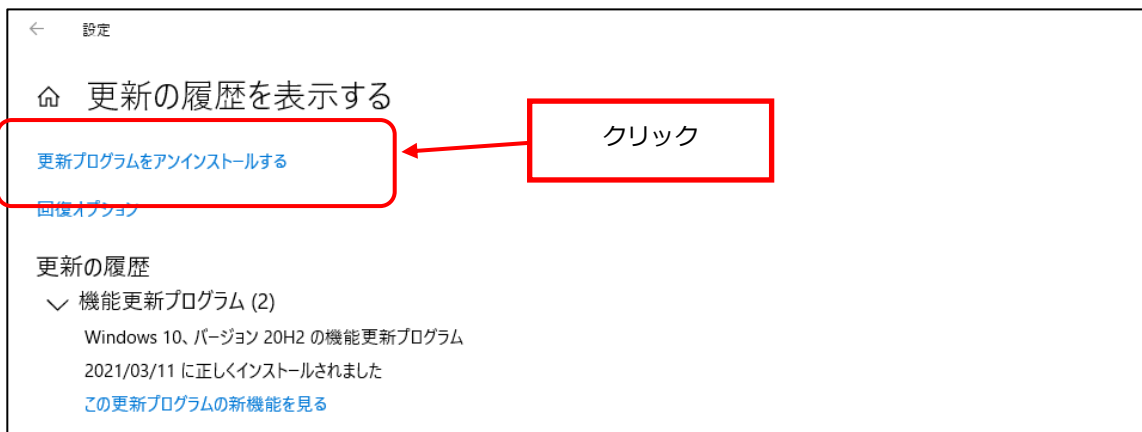 設定
更新の履歴を表示する
クリック
更新プログラムをアンインストールする
回復オプション
更新の履歴
機能更新プログラム (2)
Windows 10、バージョン 20H2 の機能更新プログラム
2021/03/11 に正しくインストールされました
この更新プログラムの新機能を見る